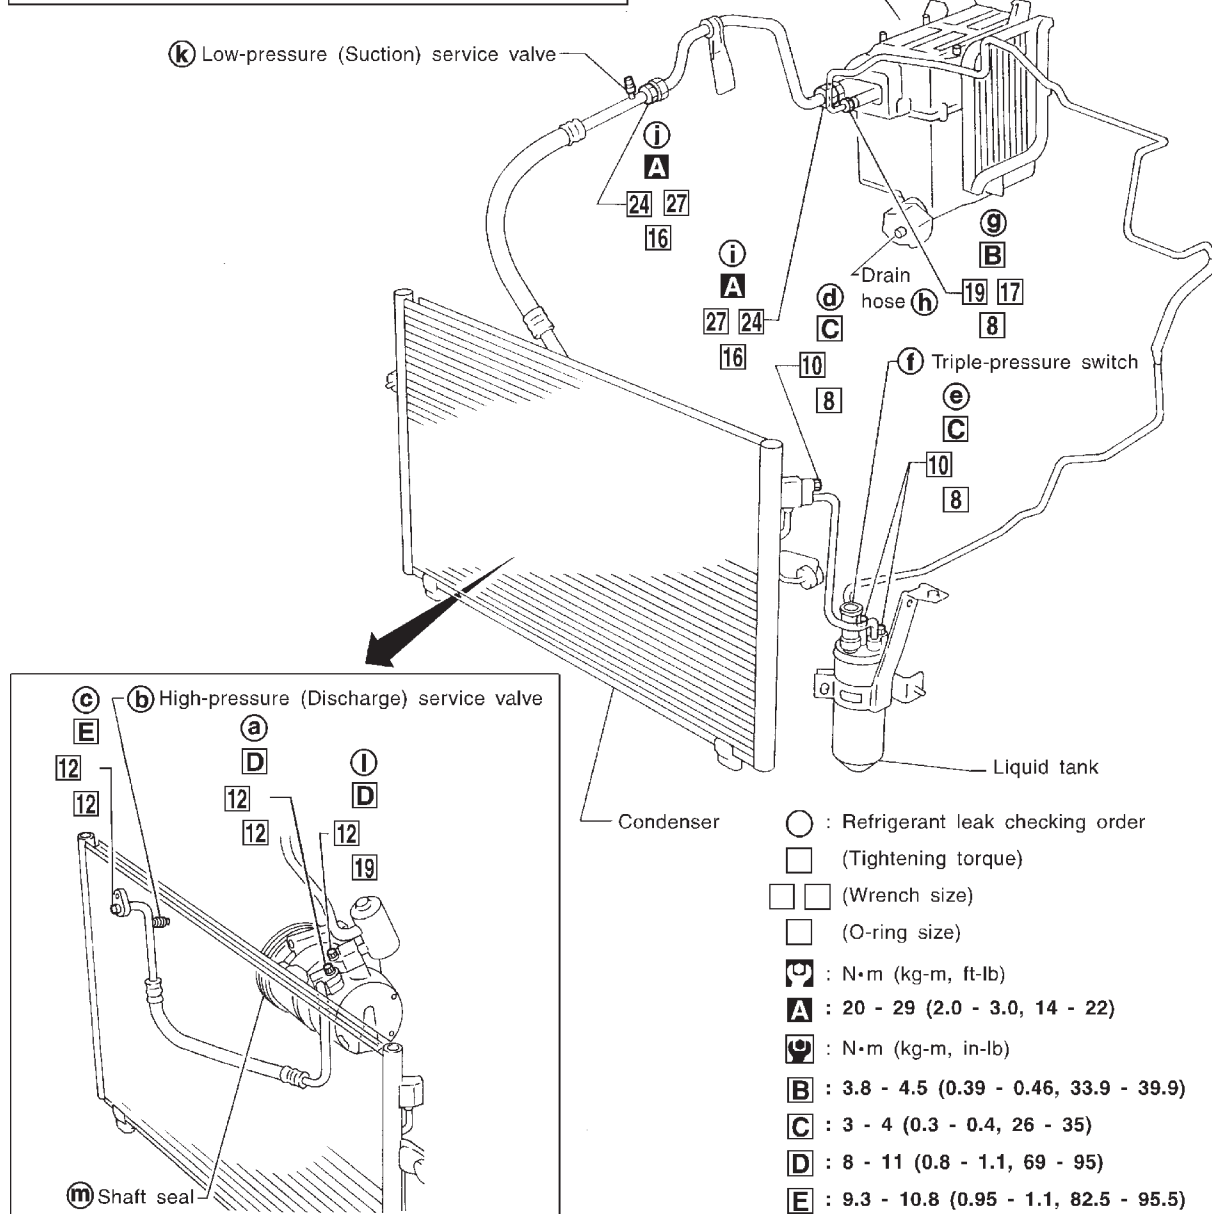 k Low-pressure (Suction) service valve
j
A
24 27
16
i
A
27 24
16
g
B
19 17
8
Drain
hose h
d
C
10
8
f Triple-pressure switch
e
C
10
8
c b High-pressure (Discharge) service valve
E
12
12
a
D
12
12
l
D
12
19
m Shaft seal
Condenser
Liquid tank
: Refrigerant leak checking order
(Tightening torque)
(Wrench size)
(O-ring size)
: N•m (kg-m, ft-lb)
A : 20 - 29 (2.0 - 3.0, 14 - 22)
: N•m (kg-m, in-lb)
B : 3.8 - 4.5 (0.39 - 0.46, 33.9 - 39.9)
C : 3 - 4 (0.3 - 0.4, 26 - 35)
D : 8 - 11 (0.8 - 1.1, 69 - 95)
E : 9.3 - 10.8 (0.95 - 1.1, 82.5 - 95.5)